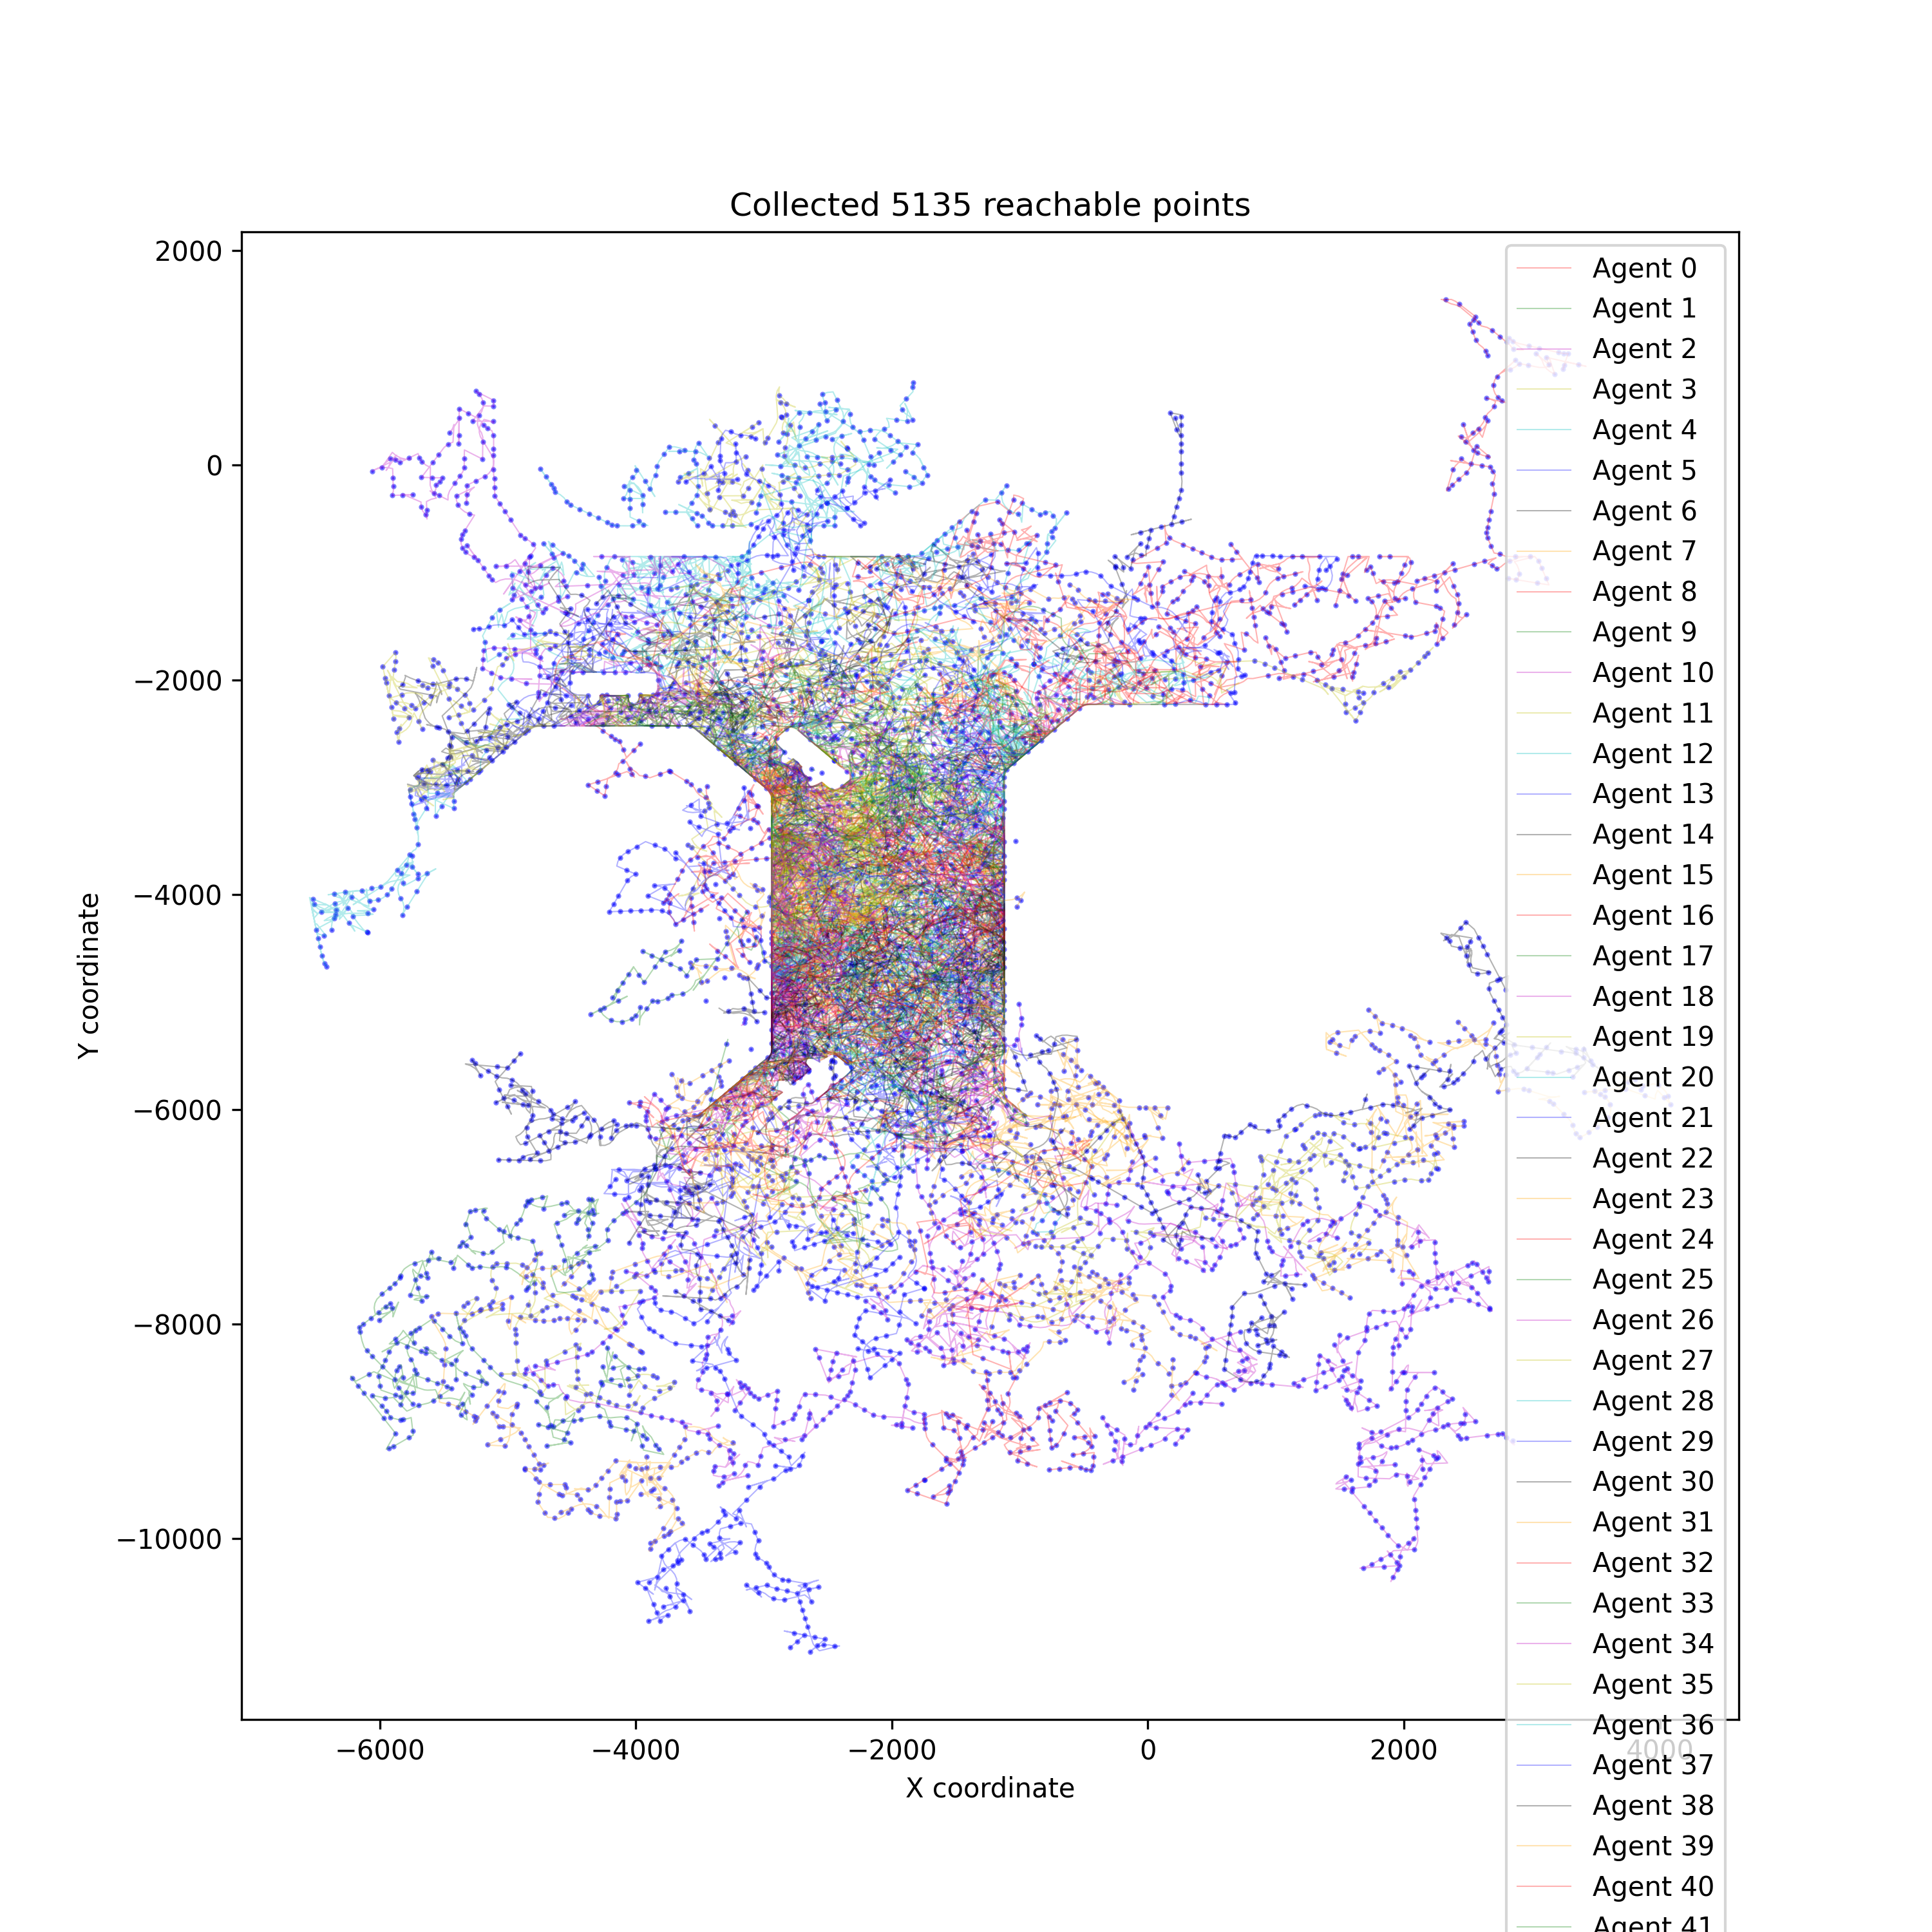 Collected 5135 reachable points
2000
0
−2000
−4000
−6000
−8000
−10000
Y coordinate
−6000
−4000
−2000
0
2000
4000
X coordinate
Agent 0
Agent 1
Agent 2
Agent 3
Agent 4
Agent 5
Agent 6
Agent 7
Agent 8
Agent 9
Agent 10
Agent 11
Agent 12
Agent 13
Agent 14
Agent 15
Agent 16
Agent 17
Agent 18
Agent 19
Agent 20
Agent 21
Agent 22
Agent 23
Agent 24
Agent 25
Agent 26
Agent 27
Agent 28
Agent 29
Agent 30
Agent 31
Agent 32
Agent 33
Agent 34
Agent 35
Agent 36
Agent 37
Agent 38
Agent 39
Agent 40
Agent 41